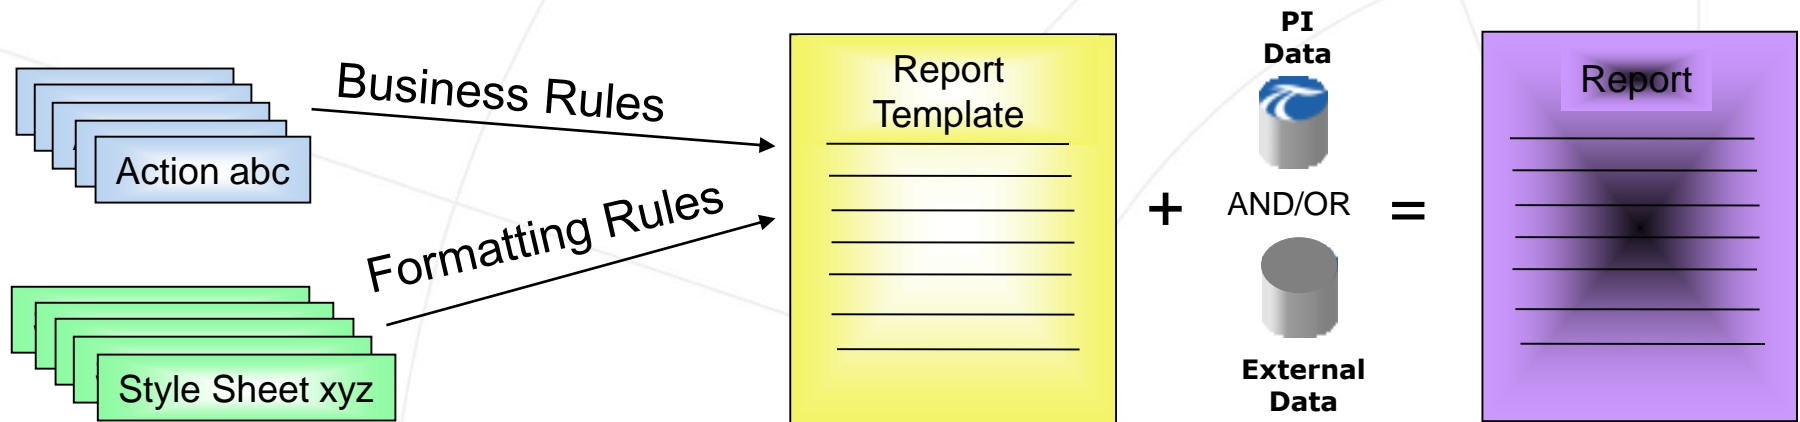 Business Rules
Action abc
Formatting Rules
Style Sheet xyz
Report
Template
+
PI
Data
AND/OR
External
Data
=
Report